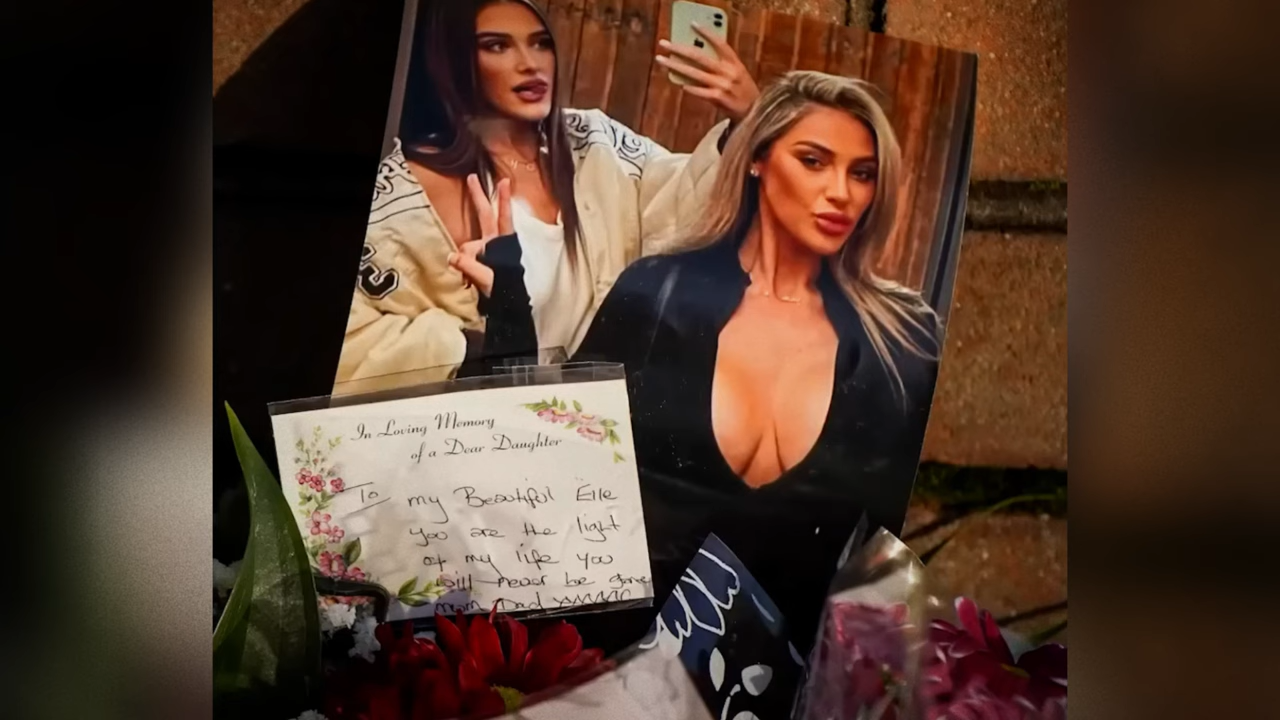 In Loving Memory
of a Dear Daughter
To my Beautiful Elle
you are the light
of my life you
will never be gone
mum Dad xxxxxx